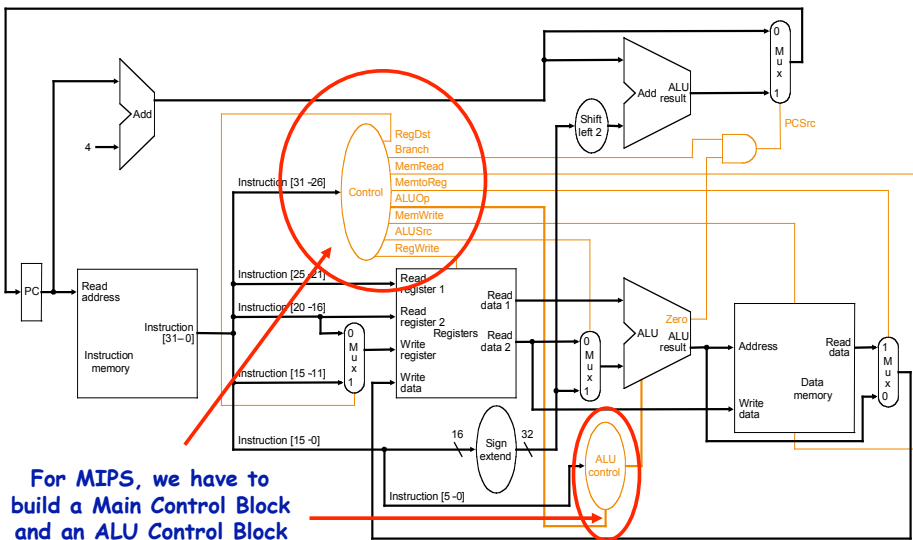 0
M
u
x
1
Add
ALU
result
Shift
left 2
PCSrc
Add
4
RegDst
Branch
MemRead
MemtoReg
ALUOp
MemWrite
ALUSrc
RegWrite
Control
Instruction [31-26]
Instruction [25-21]
Instruction [20-16]
Instruction [15-11]
Instruction [15-0]
Instruction [5-0]
PC
Read
address
Instruction
[31-0]
Instruction
memory
0
M
u
x
1
Read
register 1
Read
register 2
Registers
Write
register
Write
data
Read
data 1
Read
data 2
0
M
u
x
1
Zero
ALU
ALU
result
Address
Read
data
Data
memory
Write
data
1
M
u
x
0
16
Sign
extend
32
ALU
control
For MIPS, we have to
build a Main Control Block
and an ALU Control Block